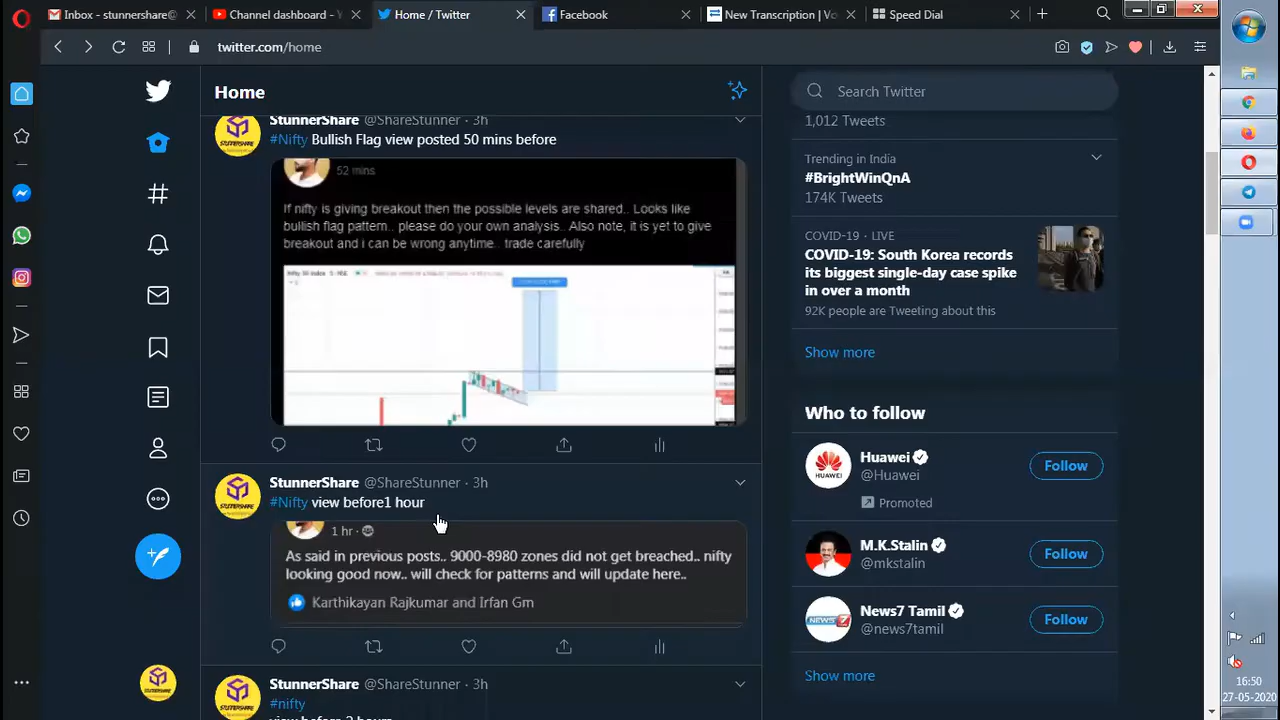 Inbox - stunnershare@
Channel dashboard - Y
Home / Twitter
Facebook
New Transcription | Vo
Speed Dial
twitter.com/home
Home
StunnerShare @ShareStunner · 3h
#Nifty Bullish Flag view posted 50 mins before
52 mins
If nifty is giving breakout then the possible levels are shared.. Looks like
bullish flag pattern.. please do your own analysis.. Also note, it is yet to give
breakout and i can be wrong anytime.. trade carefully
StunnerShare @ShareStunner · 3h
#Nifty view before1 hour
1 hr ·
As said in previous posts.. 9000-8980 zones did not get breached.. nifty
looking good now.. will check for patterns and will update here..
Karthikayan Rajkumar and Irfan Gm
StunnerShare @ShareStunner · 3h
#nifty
view before 2 hours
Search Twitter
1,012 Tweets
Trending in India
#BrightWinQnA
174K Tweets
COVID-19 · LIVE
COVID-19: South Korea records
its biggest single-day case spike
in over a month
92K people are Tweeting about this
Show more
Who to follow
Huawei
@Huawei
Follow
Promoted
M.K.Stalin
@mkstalin
Follow
News7 Tamil
@news7tamil
Follow
Show more
16:50
27-05-2020